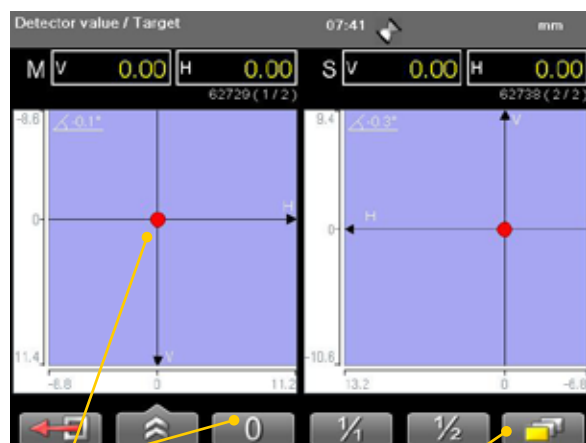 Detector value / Target 07:41 mm
M V 0.00 H 0.00 S V 0.00 H 0.00
62729(1/2) 62738(2/2)
-8.6 -0.1° 9.4 -0.3° V
H H
0 0
11.4 V -10.6
-8.8 0 11.2 13.2 0 -6.8
0 1/1 1/2